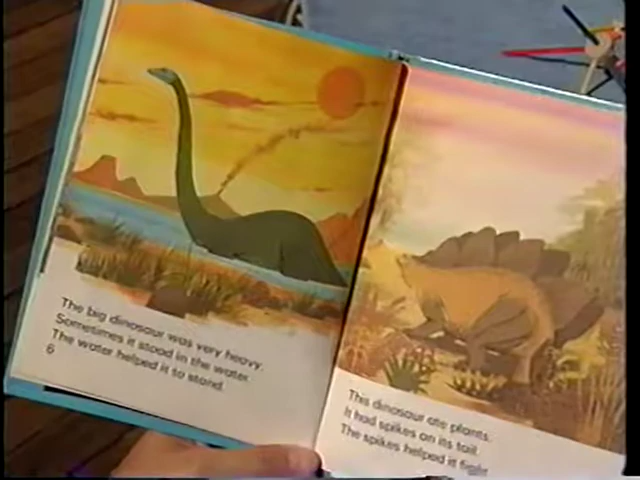 The big dinosaur was very heavy.
Sometimes it stood in the water.
The water helped it to stand.
6
This dinosaur ate plants.
It had spikes on its tail.
The spikes helped it fight.